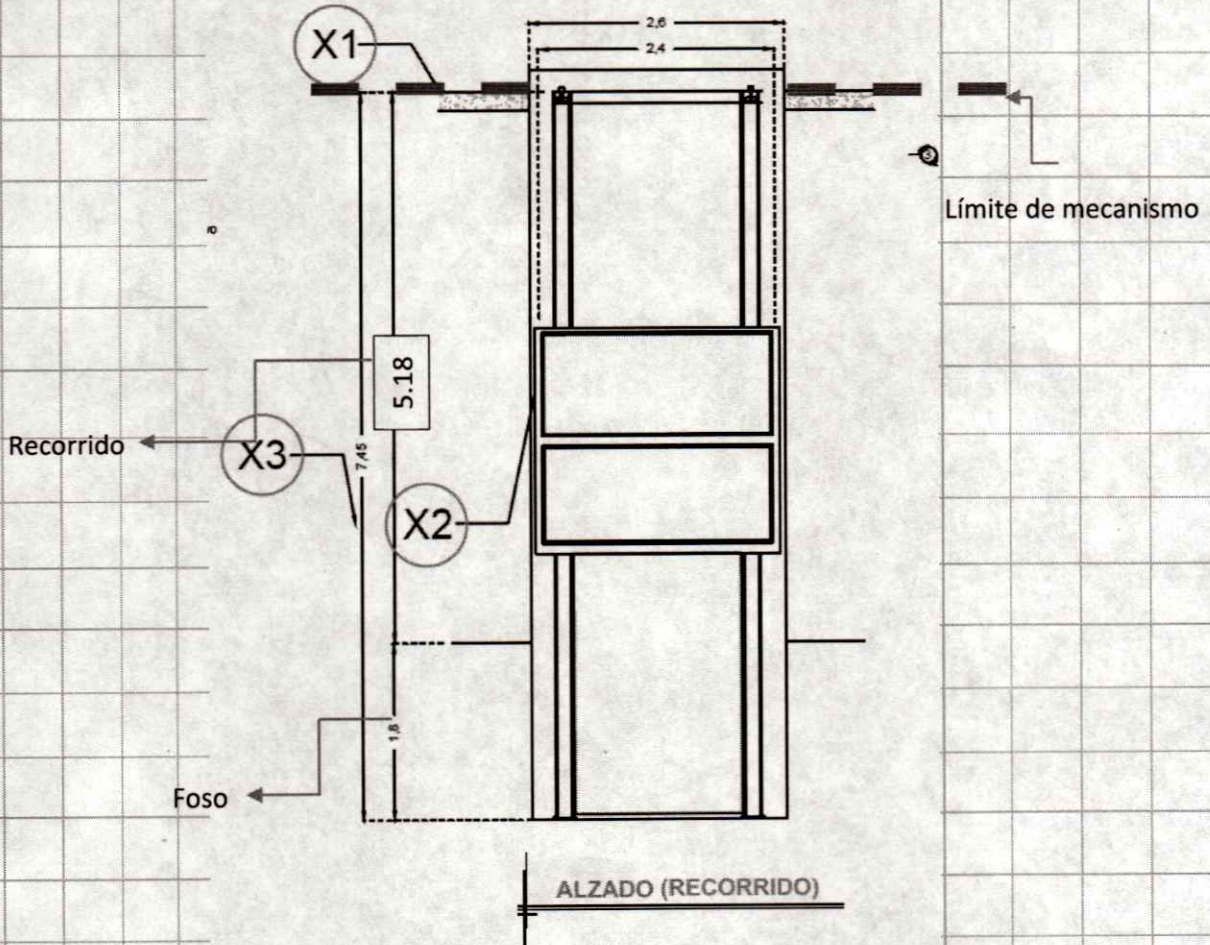 2,6
2,4
X1
Límite de mecanismo
5.18
Recorrido
X3
7,45
X2
1,8
Foso
ALZADO (RECORRIDO)